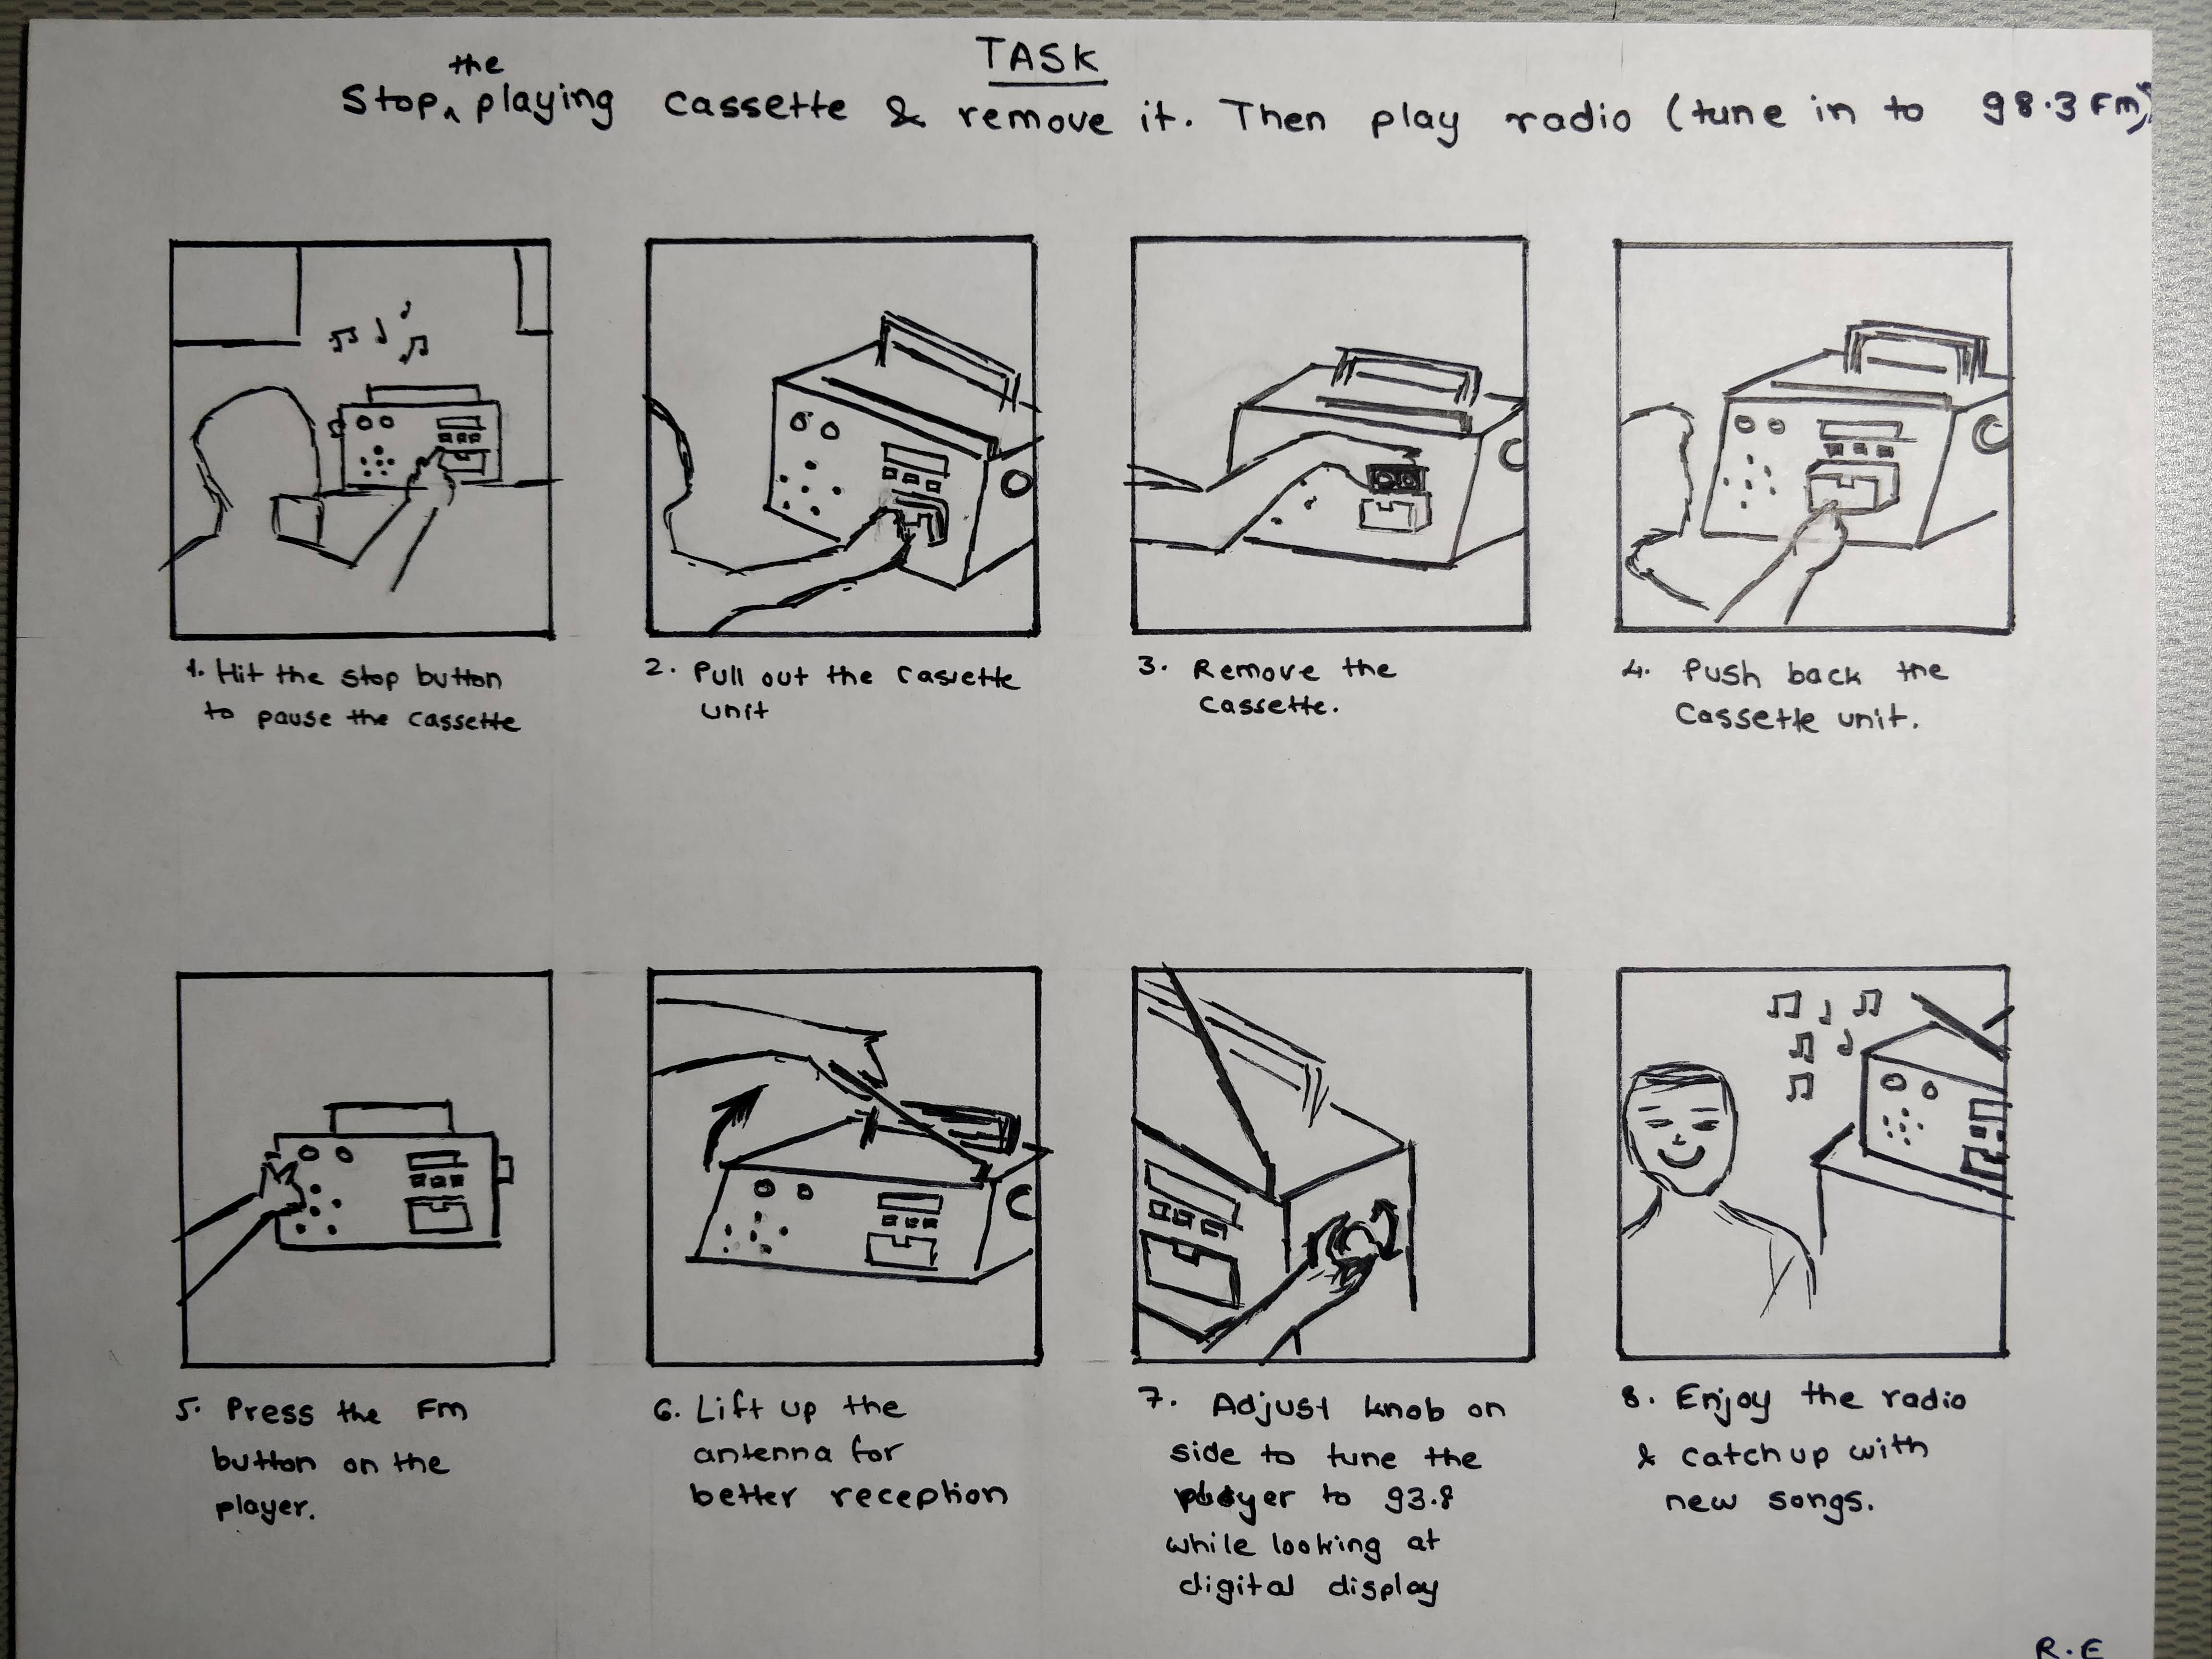 TASK
Stop the playing cassette & remove it. Then play radio (tune in to 98.3 FM)
1. Hit the stop button
to pause the cassette
2. Pull out the cassette
unit
3. Remove the
cassette.
4. Push back the
Cassette unit.
5. Press the Fm
button on the
player.
6. Lift up the
antenna for
better reception
7. Adjust knob on
side to tune the
player to 93.8
while looking at
digital display
8. Enjoy the radio
& catch up with
new songs.
R.E